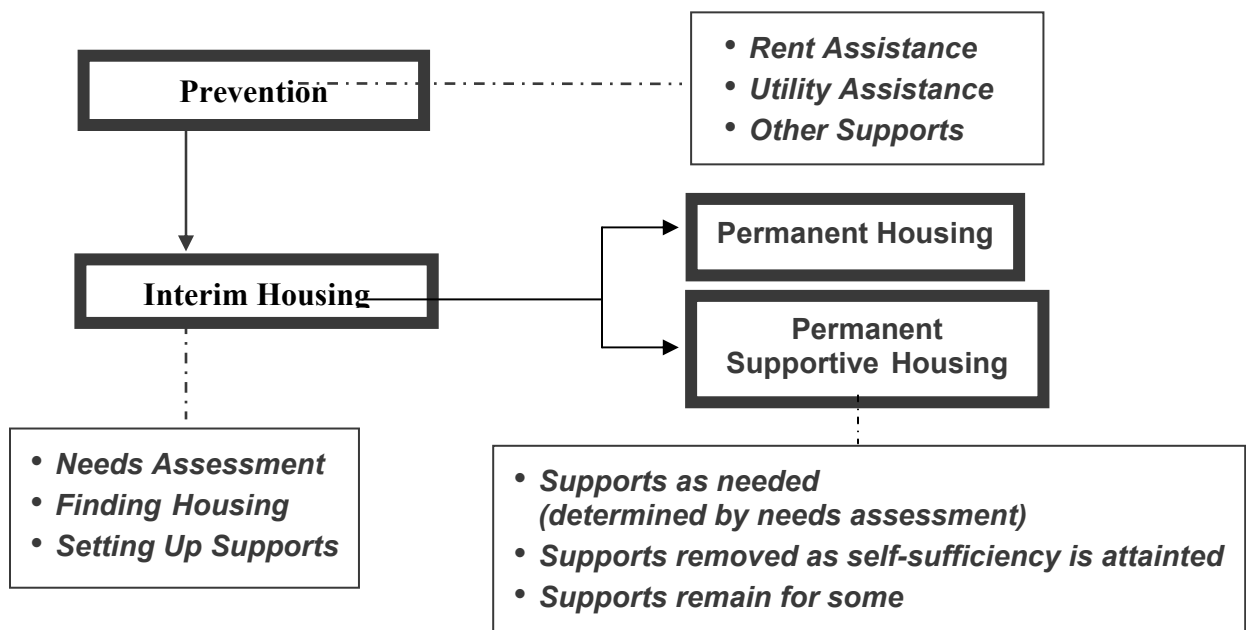 Prevention
• Rent Assistance
• Utility Assistance
• Other Supports
Interim Housing
Permanent Housing
Permanent
Supportive Housing
• Needs Assessment
• Finding Housing
• Setting Up Supports
• Supports as needed
(determined by needs assessment)
• Supports removed as self-sufficiency is attainted
• Supports remain for some